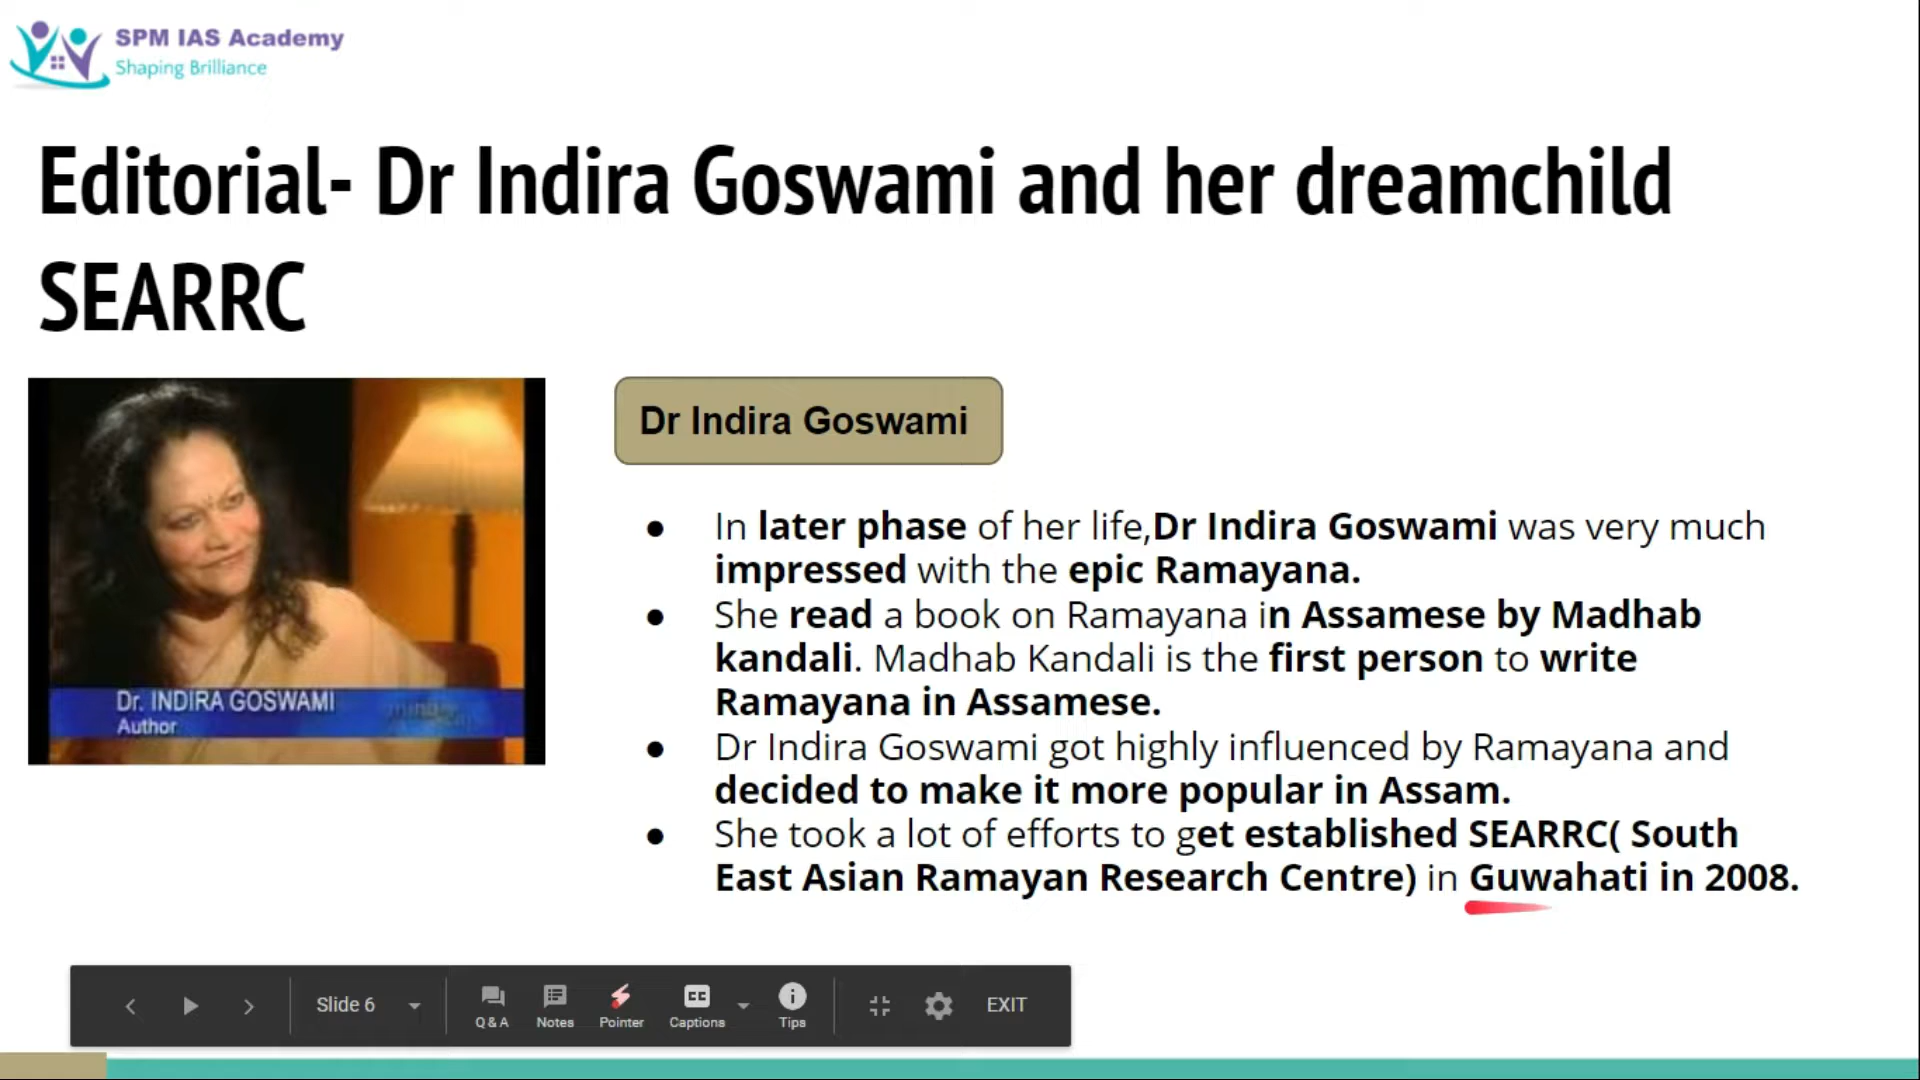 SPM IAS Academy
Shaping Brilliance
Editorial- Dr Indira Goswami and her dreamchild
SEARRC
Dr. INDIRA GOSWAMI
Author
Dr Indira Goswami
● In later phase of her life,Dr Indira Goswami was very much
impressed with the epic Ramayana.
● She read a book on Ramayana in Assamese by Madhab
kandali. Madhab Kandali is the first person to write
Ramayana in Assamese.
● Dr Indira Goswami got highly influenced by Ramayana and
decided to make it more popular in Assam.
● She took a lot of efforts to get established SEARRC( South
East Asian Ramayan Research Centre) in Guwahati in 2008.
Slide 6
Q & A
Notes
Pointer
CC
Captions
Tips
EXIT